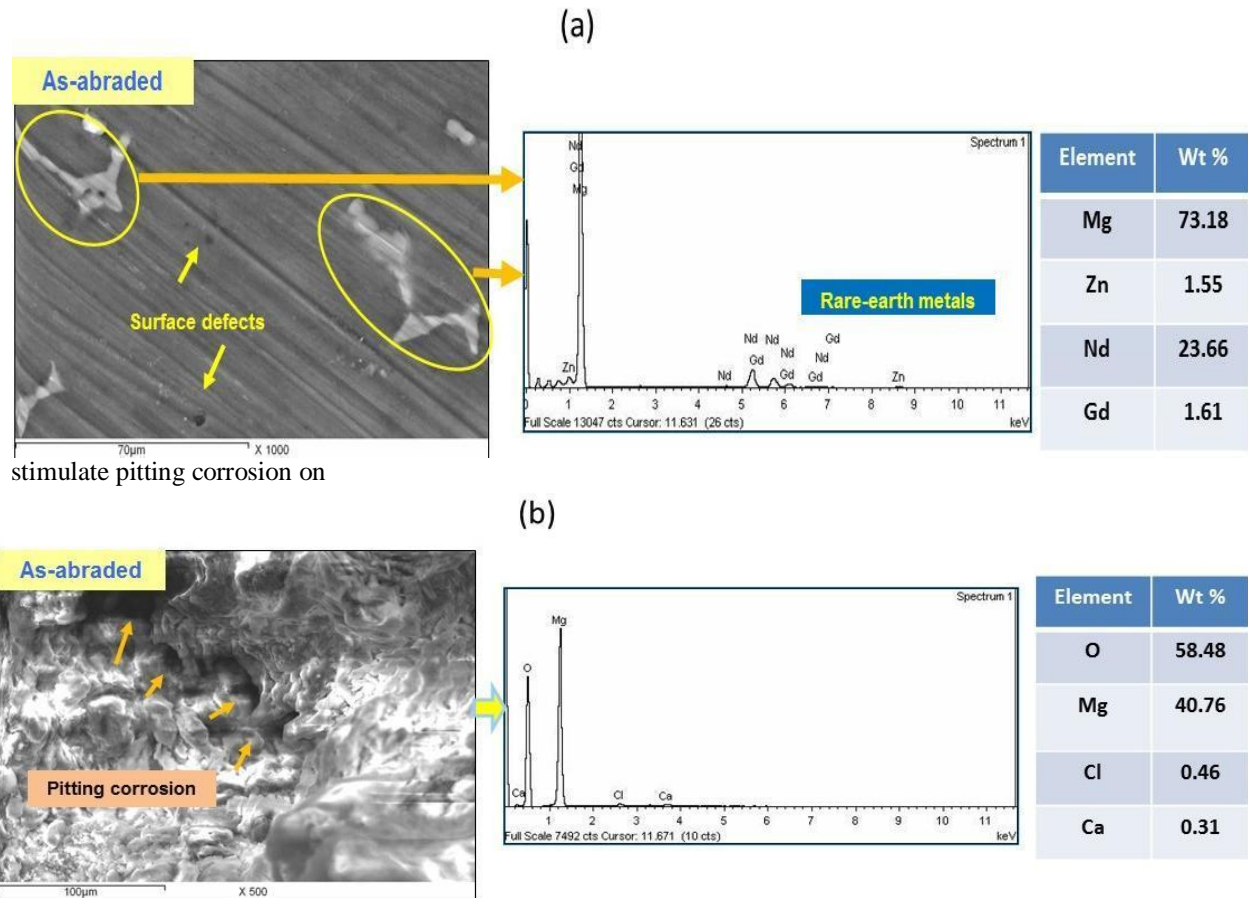 (a)
As-abraded
Surface defects
70µm X 1000
Spectrum 1
Nd
Gd
Mg
Rare-earth metals
Nd Nd Gd
Nd
Gd Nd
Zn Nd Gd Gd Zn
0 1 2 3 4 5 6 7 8 9 10 11
Full Scale 13047 cts Cursor: 11.631 (26 cts) keV
Element Wt %
Mg 73.18
Zn 1.55
Nd 23.66
Gd 1.61
stimulate pitting corrosion on
(b)
As-abraded
Pitting corrosion
100µm X 500
Spectrum 1
Mg
O
Ca Cl Ca
1 2 3 4 5 6 7 8 9 10 11
Full Scale 7492 cts Cursor: 11.671 (10 cts) keV
Element Wt %
O 58.48
Mg 40.76
Cl 0.46
Ca 0.31